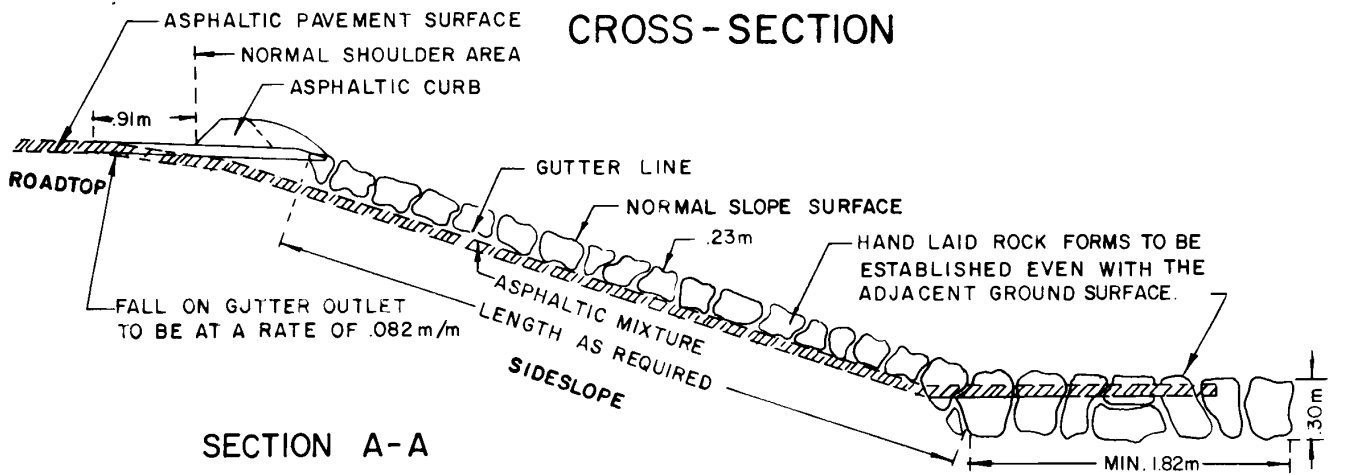 CROSS-SECTION
ASPHALTIC PAVEMENT SURFACE
NORMAL SHOULDER AREA
ASPHALTIC CURB
.91m
ROADTOP
GUTTER LINE
NORMAL SLOPE SURFACE
.23m
HAND LAID ROCK FORMS TO BE
ESTABLISHED EVEN WITH THE
ADJACENT GROUND SURFACE.
FALL ON GUTTER OUTLET
TO BE AT A RATE OF .082 m/m
ASPHALTIC MIXTURE
LENGTH AS REQUIRED
SIDESLOPE
.30m
MIN. 1.82m
SECTION A-A